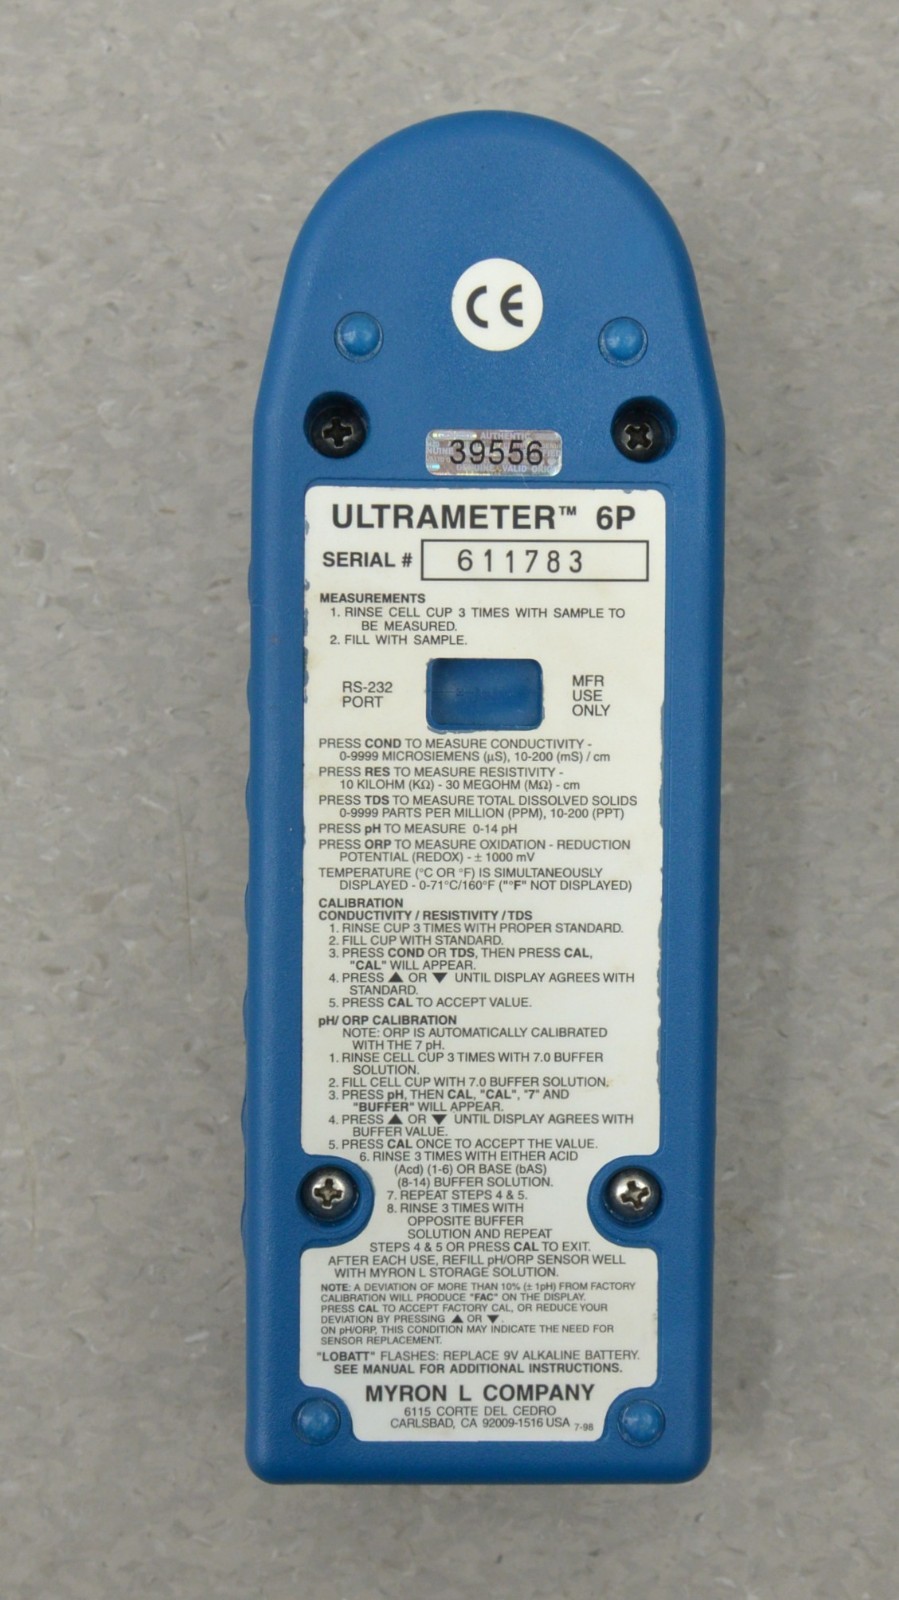 CE
AUTHENTIC
39556
ULTRAMETER™ 6P
SERIAL # 611783
MEASUREMENTS
1. RINSE CELL CUP 3 TIMES WITH SAMPLE TO
BE MEASURED.
2. FILL WITH SAMPLE.
RS-232
PORT
MFR
USE
ONLY
PRESS COND TO MEASURE CONDUCTIVITY -
0-9999 MICROSIEMENS (µS), 10-200 (mS) / cm
PRESS RES TO MEASURE RESISTIVITY -
10 KILOHM (KΩ) - 30 MEGOHM (MΩ) - cm
PRESS TDS TO MEASURE TOTAL DISSOLVED SOLIDS
0-9999 PARTS PER MILLION (PPM), 10-200 (PPT)
PRESS pH TO MEASURE 0-14 pH
PRESS ORP TO MEASURE OXIDATION - REDUCTION
POTENTIAL (REDOX) - ± 1000 mV
TEMPERATURE (°C OR °F) IS SIMULTANEOUSLY
DISPLAYED - 0-71°C/160°F ("°F" NOT DISPLAYED)
CALIBRATION
CONDUCTIVITY / RESISTIVITY / TDS
1. RINSE CUP 3 TIMES WITH PROPER STANDARD.
2. FILL CUP WITH STANDARD.
3. PRESS COND OR TDS, THEN PRESS CAL,
"CAL" WILL APPEAR.
4. PRESS ▲ OR ▼ UNTIL DISPLAY AGREES WITH
STANDARD.
5. PRESS CAL TO ACCEPT VALUE.
pH/ ORP CALIBRATION
NOTE: ORP IS AUTOMATICALLY CALIBRATED
WITH THE 7 pH.
1. RINSE CELL CUP 3 TIMES WITH 7.0 BUFFER
SOLUTION.
2. FILL CELL CUP WITH 7.0 BUFFER SOLUTION.
3. PRESS pH, THEN CAL, "CAL", "7" AND
"BUFFER" WILL APPEAR.
4. PRESS ▲ OR ▼ UNTIL DISPLAY AGREES WITH
BUFFER VALUE.
5. PRESS CAL ONCE TO ACCEPT THE VALUE.
6. RINSE 3 TIMES WITH EITHER ACID
(Acd) (1-6) OR BASE (bAS)
(8-14) BUFFER SOLUTION.
7. REPEAT STEPS 4 & 5.
8. RINSE 3 TIMES WITH
OPPOSITE BUFFER
SOLUTION AND REPEAT
STEPS 4 & 5 OR PRESS CAL TO EXIT.
AFTER EACH USE, REFILL pH/ORP SENSOR WELL
WITH MYRON L STORAGE SOLUTION.
NOTE: A DEVIATION OF MORE THAN 10% (± 1pH) FROM FACTORY
CALIBRATION WILL PRODUCE "FAC" ON THE DISPLAY.
PRESS CAL TO ACCEPT FACTORY CAL, OR REDUCE YOUR
DEVIATION BY PRESSING ▲ OR ▼.
ON pH/ORP, THIS CONDITION MAY INDICATE THE NEED FOR
SENSOR REPLACEMENT.
"LOBATT" FLASHES: REPLACE 9V ALKALINE BATTERY.
SEE MANUAL FOR ADDITIONAL INSTRUCTIONS.
MYRON L COMPANY
6115 CORTE DEL CEDRO
CARLSBAD, CA 92009-1516 USA 7-98